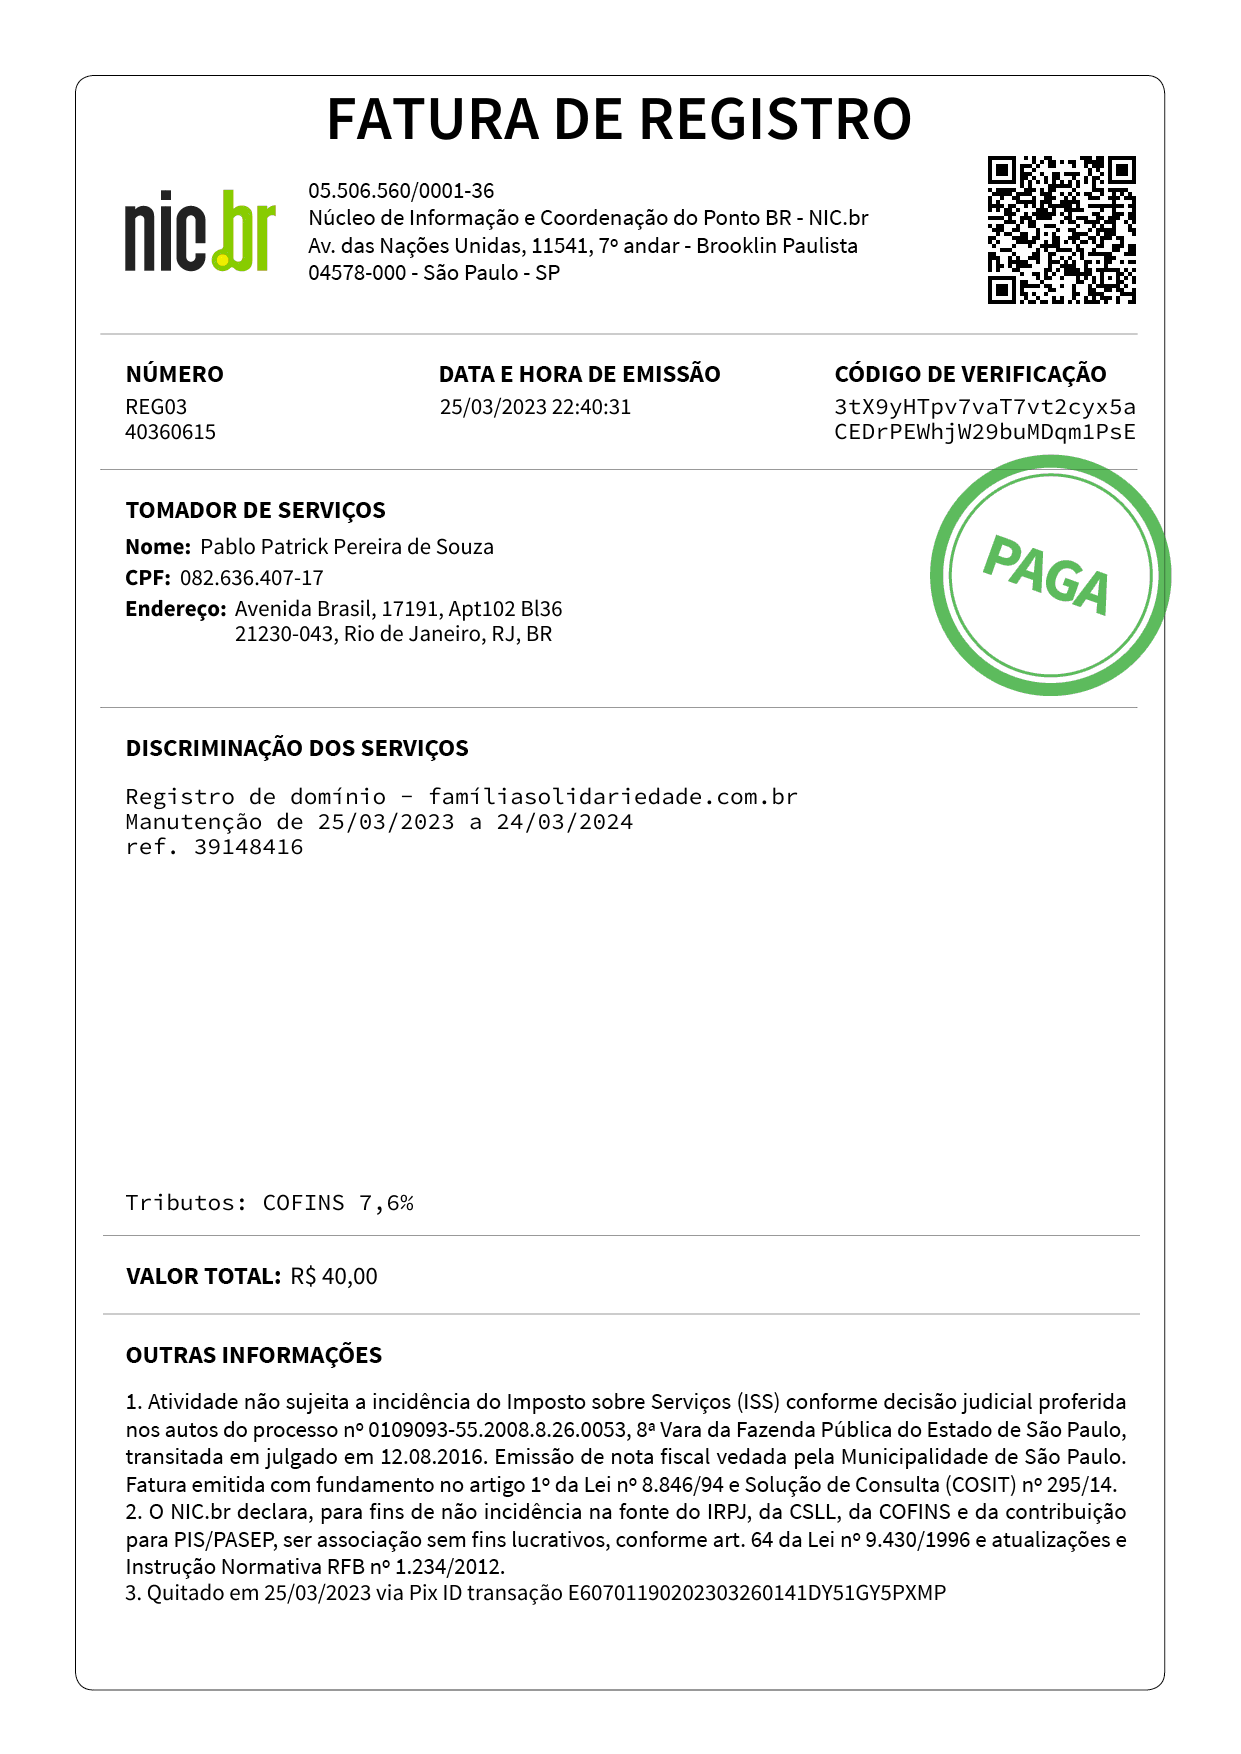 FATURA DE REGISTRO
nic.br
05.506.560/0001-36
Núcleo de Informação e Coordenação do Ponto BR - NIC.br
Av. das Nações Unidas, 11541, 7º andar - Brooklin Paulista
04578-000 - São Paulo - SP
NÚMERO
REG03
40360615
DATA E HORA DE EMISSÃO
25/03/2023 22:40:31
CÓDIGO DE VERIFICAÇÃO
3tX9yHTpv7vaT7vt2cyx5a
CEDrPEWhjW29buMDqm1PsE
TOMADOR DE SERVIÇOS
Nome: Pablo Patrick Pereira de Souza
CPF: 082.636.407-17
Endereço: Avenida Brasil, 17191, Apt102 Bl36
21230-043, Rio de Janeiro, RJ, BR
PAGA
DISCRIMINAÇÃO DOS SERVIÇOS
Registro de domínio - famíliasolidariedade.com.br
Manutenção de 25/03/2023 a 24/03/2024
ref. 39148416
Tributos: COFINS 7,6%
VALOR TOTAL: R$ 40,00
OUTRAS INFORMAÇÕES
1. Atividade não sujeita a incidência do Imposto sobre Serviços (ISS) conforme decisão judicial proferida
nos autos do processo nº 0109093-55.2008.8.26.0053, 8ª Vara da Fazenda Pública do Estado de São Paulo,
transitada em julgado em 12.08.2016. Emissão de nota fiscal vedada pela Municipalidade de São Paulo.
Fatura emitida com fundamento no artigo 1º da Lei nº 8.846/94 e Solução de Consulta (COSIT) nº 295/14.
2. O NIC.br declara, para fins de não incidência na fonte do IRPJ, da CSLL, da COFINS e da contribuição
para PIS/PASEP, ser associação sem fins lucrativos, conforme art. 64 da Lei nº 9.430/1996 e atualizações e
Instrução Normativa RFB nº 1.234/2012.
3. Quitado em 25/03/2023 via Pix ID transação E60701190202303260141DY51GY5PXMP